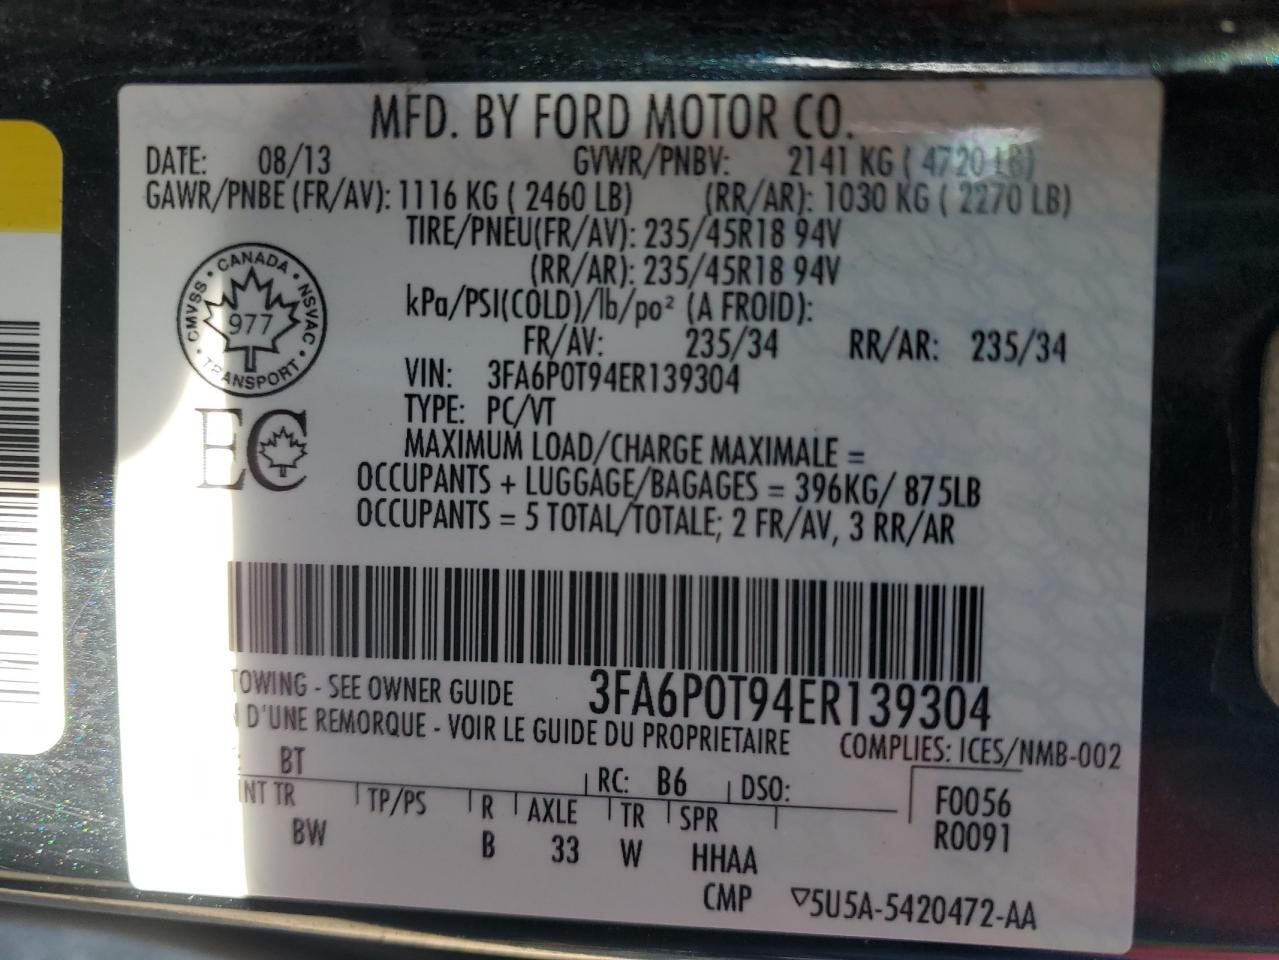 MFD. BY FORD MOTOR CO.
DATE: 08/13 GVWR/PNBV: 2141 KG ( 4720 LB)
GAWR/PNBE (FR/AV): 1116 KG ( 2460 LB) (RR/AR): 1030 KG ( 2270 LB)
TIRE/PNEU(FR/AV): 235/45R18 94V
(RR/AR): 235/45R18 94V
kPa/PSI(COLD)/lb/po² (A FROID):
FR/AV: 235/34 RR/AR: 235/34
CANADA · NSVAC · TRANSPORT · CMVSS ·
977
VIN: 3FA6P0T94ER139304
TYPE: PC/VT
EC
MAXIMUM LOAD/CHARGE MAXIMALE =
OCCUPANTS + LUGGAGE/BAGAGES = 396KG/ 875LB
OCCUPANTS = 5 TOTAL/TOTALE; 2 FR/AV, 3 RR/AR
TOWING - SEE OWNER GUIDE 3FA6P0T94ER139304
D'UNE REMORQUE - VOIR LE GUIDE DU PROPRIETAIRE COMPLIES: ICES/NMB-002
: BT RC: B6 DSO: F0056
INT TR TP/PS R AXLE TR SPR R0091
BW B 33 W HHAA
CMP ▽5U5A-5420472-AA